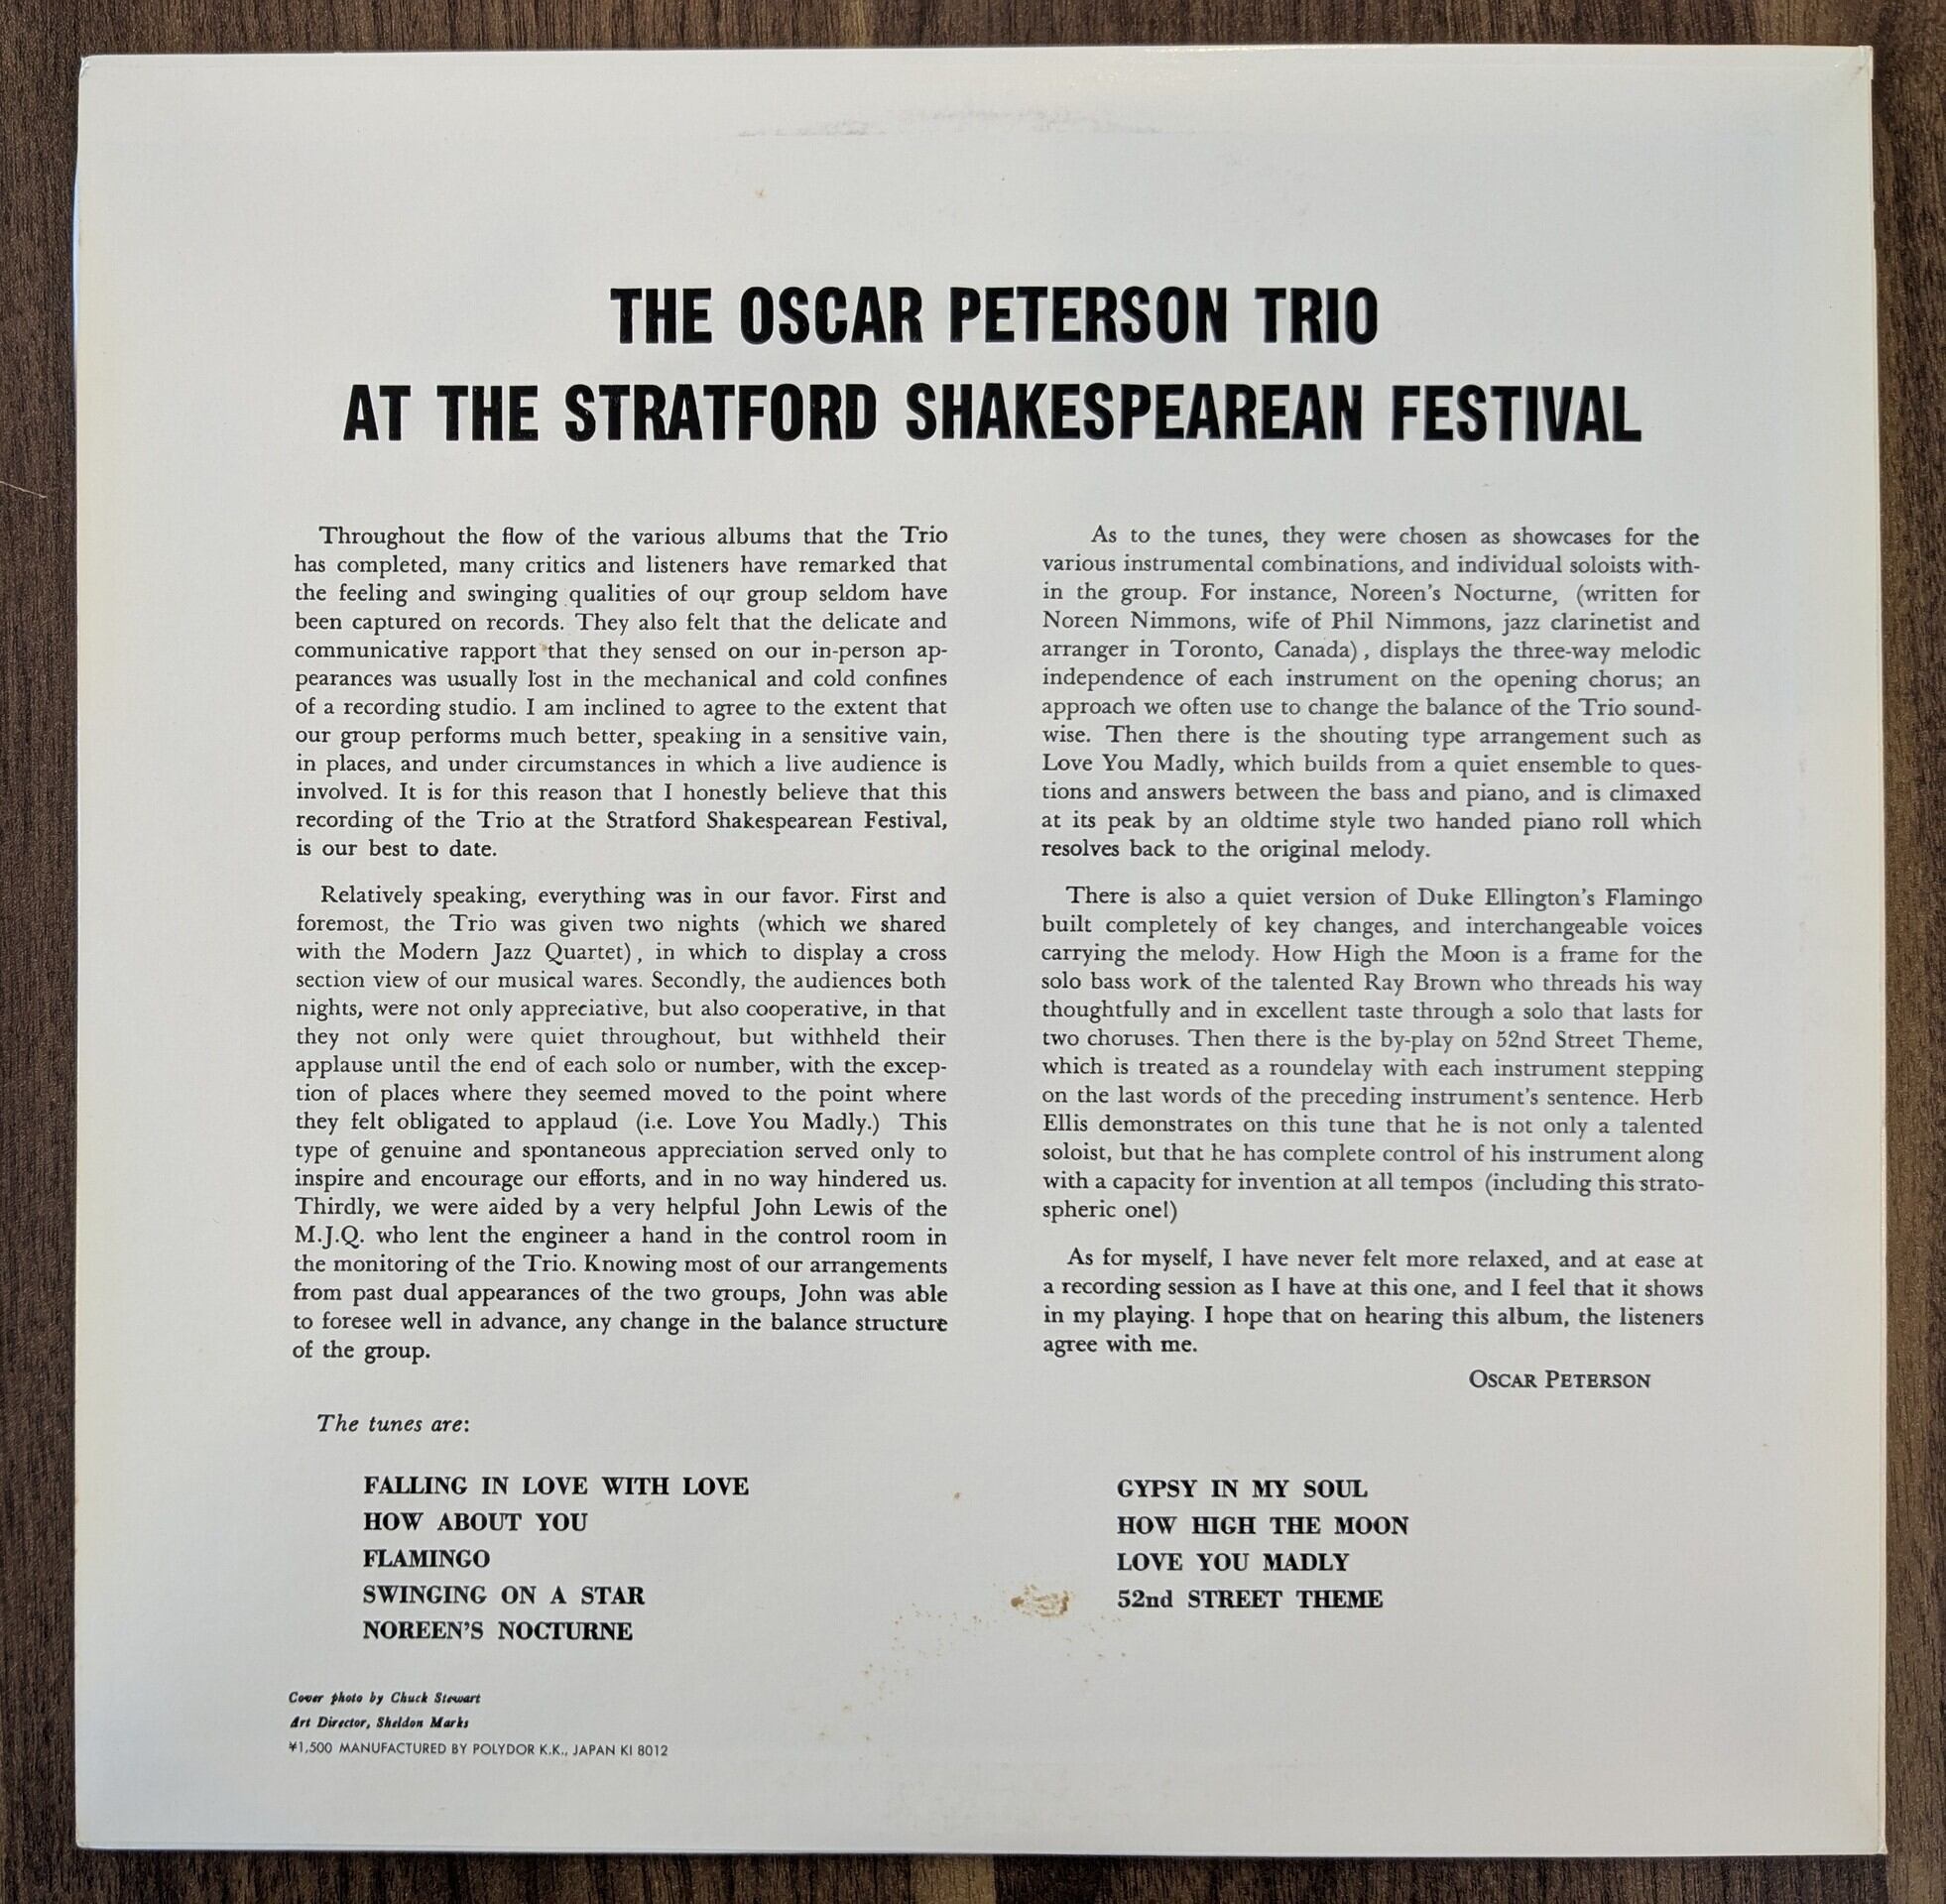 THE OSCAR PETERSON TRIO
AT THE STRATFORD SHAKESPEAREAN FESTIVAL
Throughout the flow of the various albums that the Trio
has completed, many critics and listeners have remarked that
the feeling and swinging qualities of our group seldom have
been captured on records. They also felt that the delicate and
communicative rapport that they sensed on our in-person ap-
pearances was usually lost in the mechanical and cold confines
of a recording studio. I am inclined to agree to the extent that
our group performs much better, speaking in a sensitive vain,
in places, and under circumstances in which a live audience is
involved. It is for this reason that I honestly believe that this
recording of the Trio at the Stratford Shakespearean Festival,
is our best to date.
Relatively speaking, everything was in our favor. First and
foremost, the Trio was given two nights (which we shared
with the Modern Jazz Quartet), in which to display a cross
section view of our musical wares. Secondly, the audiences both
nights, were not only appreciative, but also cooperative, in that
they not only were quiet throughout, but withheld their
applause until the end of each solo or number, with the excep-
tion of places where they seemed moved to the point where
they felt obligated to applaud (i.e. Love You Madly.) This
type of genuine and spontaneous appreciation served only to
inspire and encourage our efforts, and in no way hindered us.
Thirdly, we were aided by a very helpful John Lewis of the
M.J.Q. who lent the engineer a hand in the control room in
the monitoring of the Trio. Knowing most of our arrangements
from past dual appearances of the two groups, John was able
to foresee well in advance, any change in the balance structure
of the group.
As to the tunes, they were chosen as showcases for the
various instrumental combinations, and individual soloists with-
in the group. For instance, Noreen's Nocturne, (written for
Noreen Nimmons, wife of Phil Nimmons, jazz clarinetist and
arranger in Toronto, Canada), displays the three-way melodic
independence of each instrument on the opening chorus; an
approach we often use to change the balance of the Trio sound-
wise. Then there is the shouting type arrangement such as
Love You Madly, which builds from a quiet ensemble to ques-
tions and answers between the bass and piano, and is climaxed
at its peak by an oldtime style two handed piano roll which
resolves back to the original melody.
There is also a quiet version of Duke Ellington's Flamingo
built completely of key changes, and interchangeable voices
carrying the melody. How High the Moon is a frame for the
solo bass work of the talented Ray Brown who threads his way
thoughtfully and in excellent taste through a solo that lasts for
two choruses. Then there is the by-play on 52nd Street Theme,
which is treated as a roundelay with each instrument stepping
on the last words of the preceding instrument's sentence. Herb
Ellis demonstrates on this tune that he is not only a talented
soloist, but that he has complete control of his instrument along
with a capacity for invention at all tempos (including this strato-
spheric one!)
As for myself, I have never felt more relaxed, and at ease at
a recording session as I have at this one, and I feel that it shows
in my playing. I hope that on hearing this album, the listeners
agree with me.
OSCAR PETERSON
The tunes are:
FALLING IN LOVE WITH LOVE
HOW ABOUT YOU
FLAMINGO
SWINGING ON A STAR
NOREEN'S NOCTURNE
GYPSY IN MY SOUL
HOW HIGH THE MOON
LOVE YOU MADLY
52nd STREET THEME
Cover photo by Chuck Stewart
Art Director, Sheldon Marks
¥1,500 MANUFACTURED BY POLYDOR K.K., JAPAN KI 8012